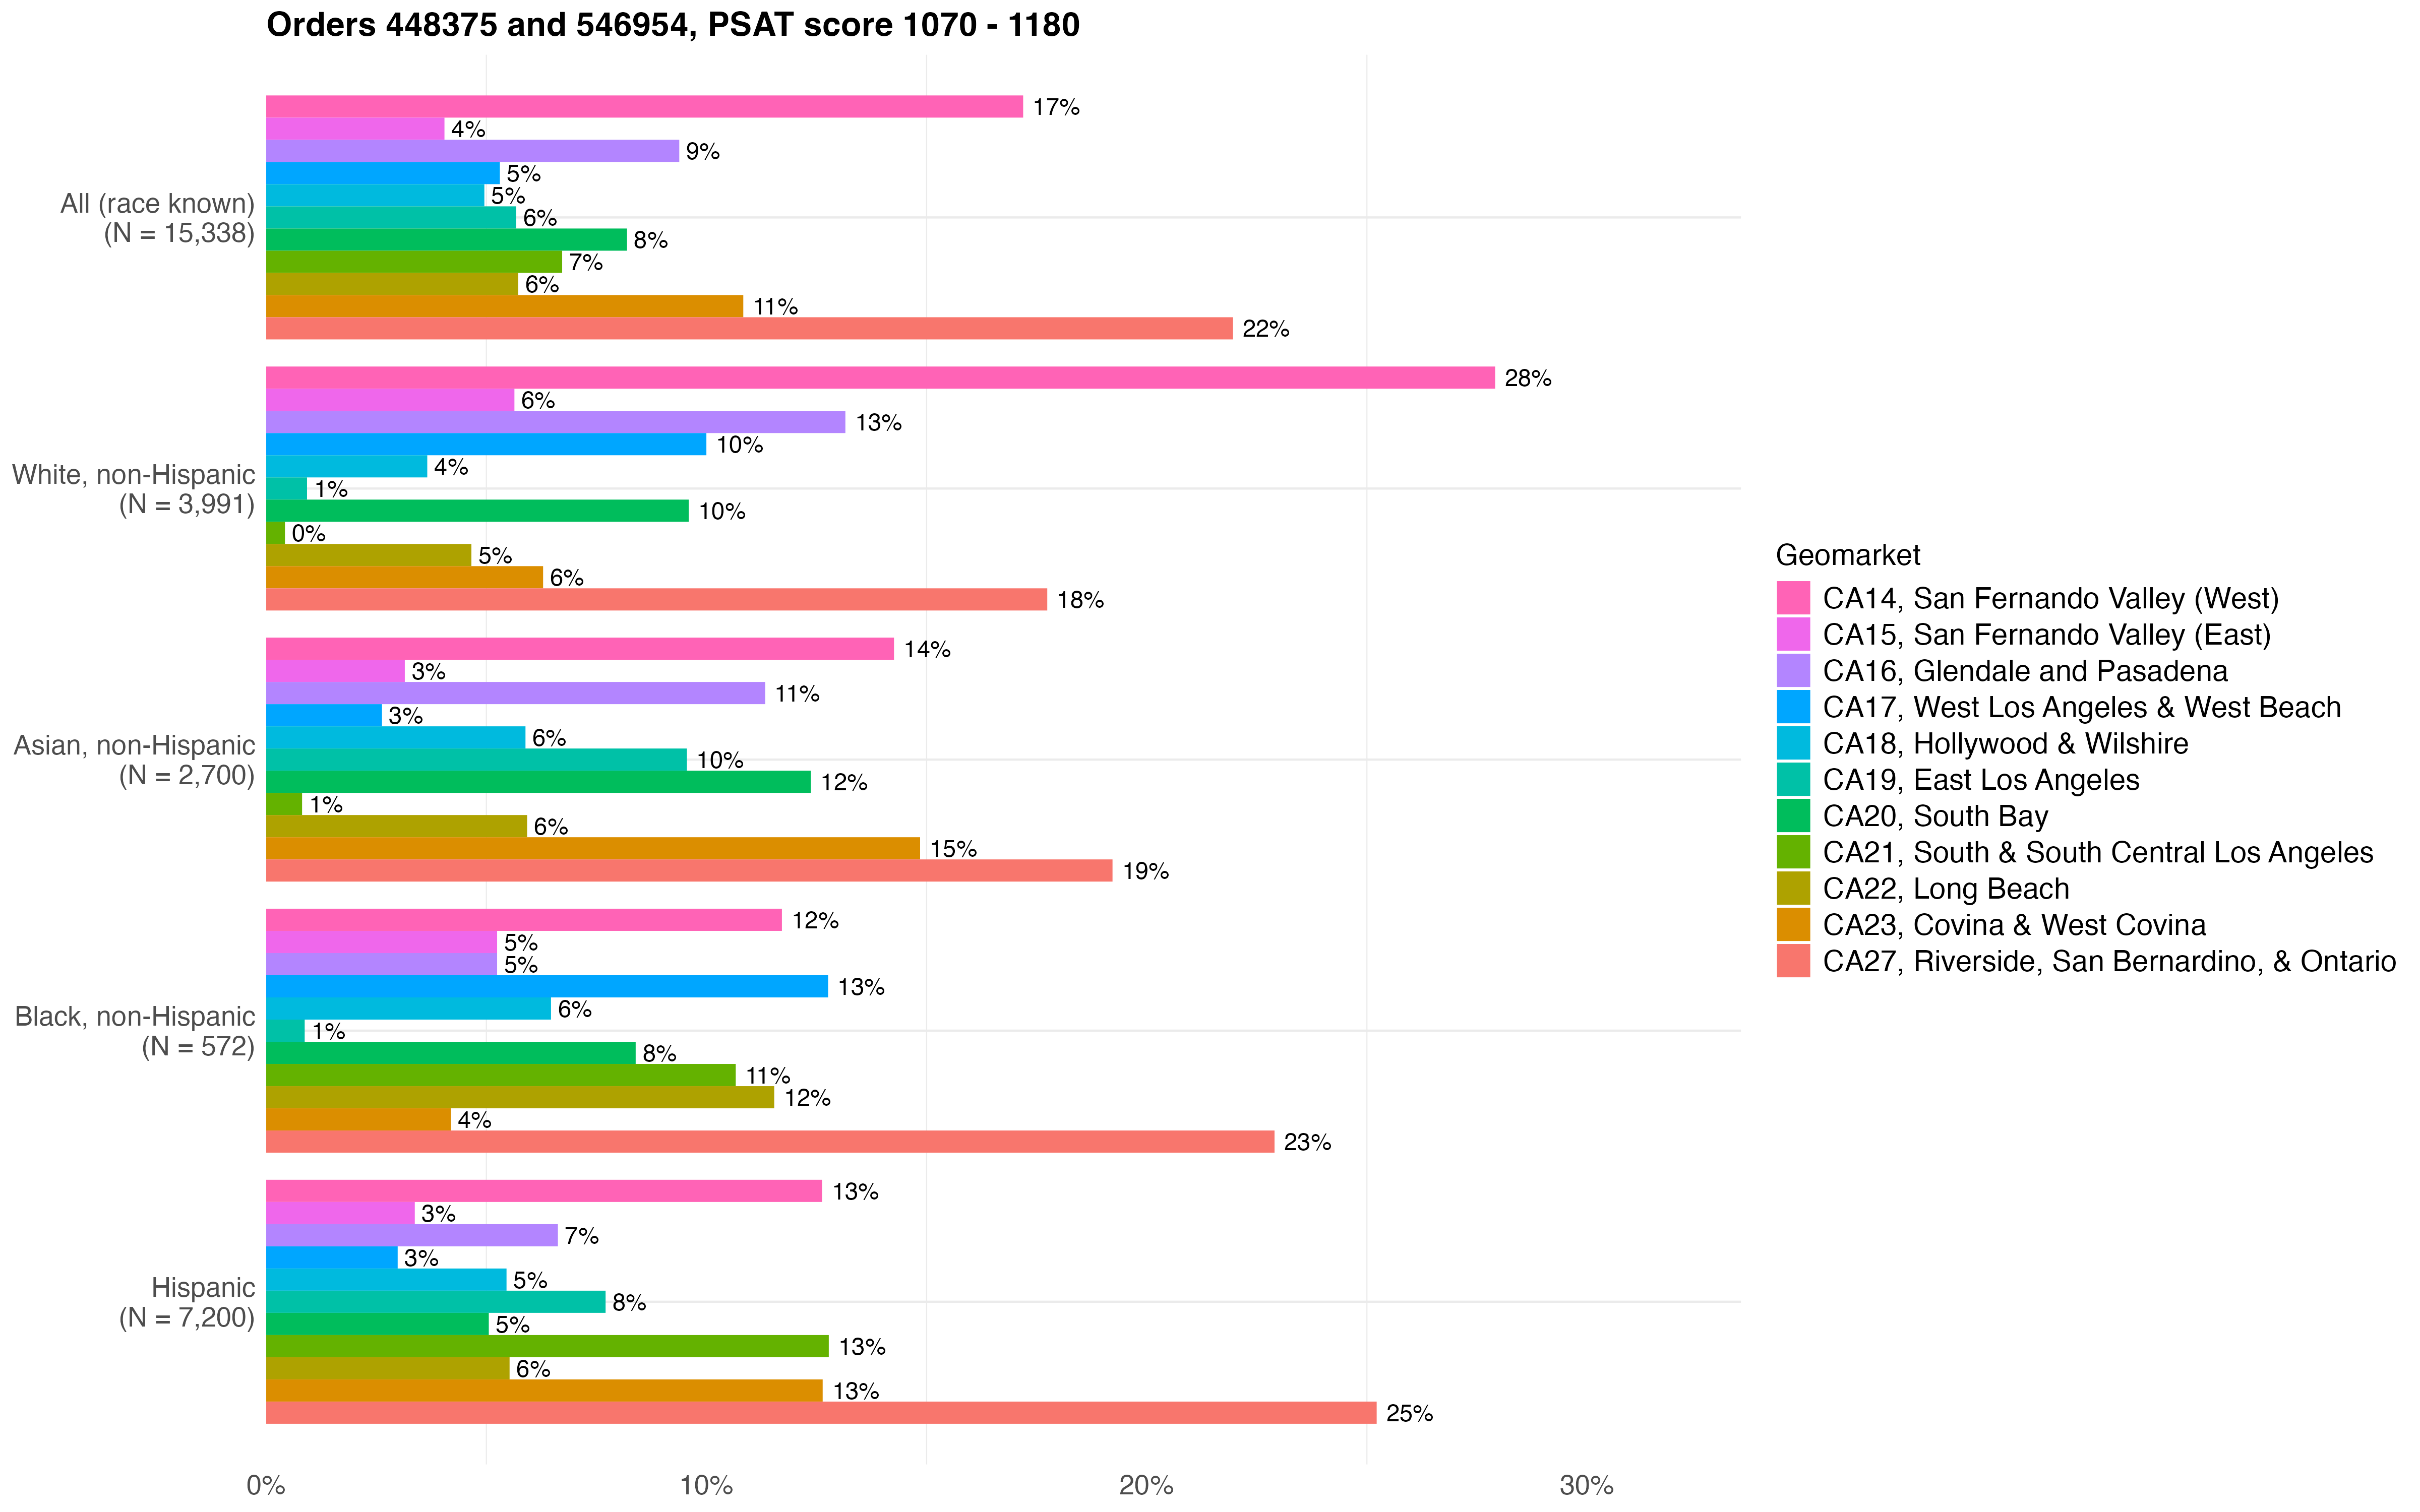 Orders 448375 and 546954, PSAT score 1070 - 1180
All (race known)
(N = 15,338)
17%
4%
9%
5%
5%
6%
8%
7%
6%
11%
22%
White, non-Hispanic
(N = 3,991)
28%
6%
13%
10%
4%
1%
10%
0%
5%
6%
18%
Asian, non-Hispanic
(N = 2,700)
14%
3%
11%
3%
6%
10%
12%
1%
6%
15%
19%
Black, non-Hispanic
(N = 572)
12%
5%
5%
13%
6%
1%
8%
11%
12%
4%
23%
Hispanic
(N = 7,200)
13%
3%
7%
3%
5%
8%
5%
13%
6%
13%
25%
0%
10%
20%
30%
Geomarket
CA14, San Fernando Valley (West)
CA15, San Fernando Valley (East)
CA16, Glendale and Pasadena
CA17, West Los Angeles & West Beach
CA18, Hollywood & Wilshire
CA19, East Los Angeles
CA20, South Bay
CA21, South & South Central Los Angeles
CA22, Long Beach
CA23, Covina & West Covina
CA27, Riverside, San Bernardino, & Ontario